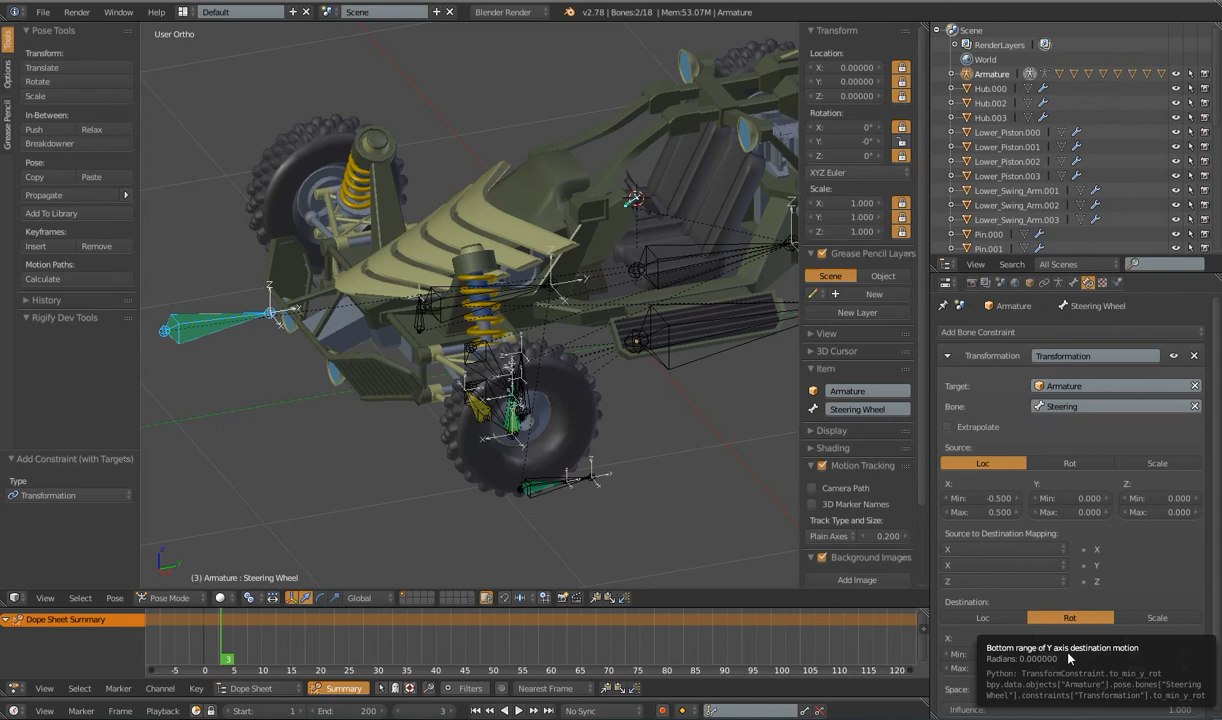 File Render Window Help Default Scene Blender Render v2.78 | Bones:2/18 | Mem:53.07M | Armature
Tools
Options
Grease Pencil
Pose Tools
Transform:
Translate
Rotate
Scale
In-Between:
Push Relax
Breakdowner
Pose:
Copy Paste
Propagate
Add To Library
Keyframes:
Insert Remove
Motion Paths:
Calculate
History
Rigify Dev Tools
Add Constraint (with Targets)
Type
Transformation
User Ortho
(3) Armature : Steering Wheel
Transform
Location:
X: 0.00000
Y: 0.00000
Z: 0.00000
Rotation:
X: 0°
Y: -0°
Z: 0°
XYZ Euler
Scale:
X: 1.000
Y: 1.000
Z: 1.000
Grease Pencil Layers
Scene Object
New
New Layer
View
3D Cursor
Item
Armature
Steering Wheel
Display
Shading
Motion Tracking
Camera Path
3D Marker Names
Track Type and Size:
Plain Axes 0.200
Background Images
Add Image
Scene
RenderLayers
World
Armature
Hub.000
Hub.002
Hub.003
Lower_Piston.000
Lower_Piston.001
Lower_Piston.002
Lower_Piston.003
Lower_Swing_Arm.001
Lower_Swing_Arm.002
Lower_Swing_Arm.003
Pin.000
Pin.001
View Search All Scenes
Armature Steering Wheel
Add Bone Constraint
Transformation Transformation
Target: Armature
Bone: Steering
Extrapolate
Source:
Loc Rot Scale
X: Y: Z:
Min: -0.500 Min: 0.000 Min: 0.000
Max: 0.500 Max: 0.000 Max: 0.000
Source to Destination Mapping:
X X
X Y
Z Z
Destination:
Loc Rot Scale
X:
Min:
Max:
Space:
Influence: 1.000
Bottom range of Y axis destination motion
Radians: 0.000000
Python: TransformConstraint.to_min_y_rot
bpy.data.objects["Armature"].pose.bones["Steering
Wheel"].constraints["Transformation"].to_min_y_rot
View Select Pose Pose Mode Global
Dope Sheet Summary
3
-5 0 5 10 15 20 25 30 35 40 45 50 55 60 65 70 75 80 85 90 95 100 105 110 115 120
View Select Marker Channel Key Dope Sheet Summary Filters Nearest Frame
View Marker Frame Playback Start: 1 End: 200 3 No Sync